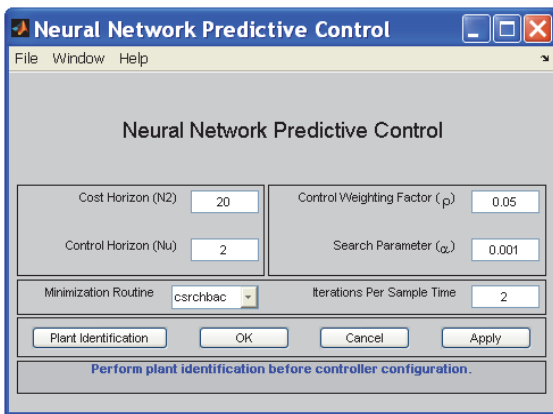 Neural Network Predictive Control
File Window Help
Neural Network Predictive Control
Cost Horizon (N2) 20 Control Weighting Factor (ρ) 0.05
Control Horizon (Nu) 2 Search Parameter (α) 0.001
Minimization Routine csrchbac Iterations Per Sample Time 2
Plant Identification OK Cancel Apply
Perform plant identification before controller configuration.